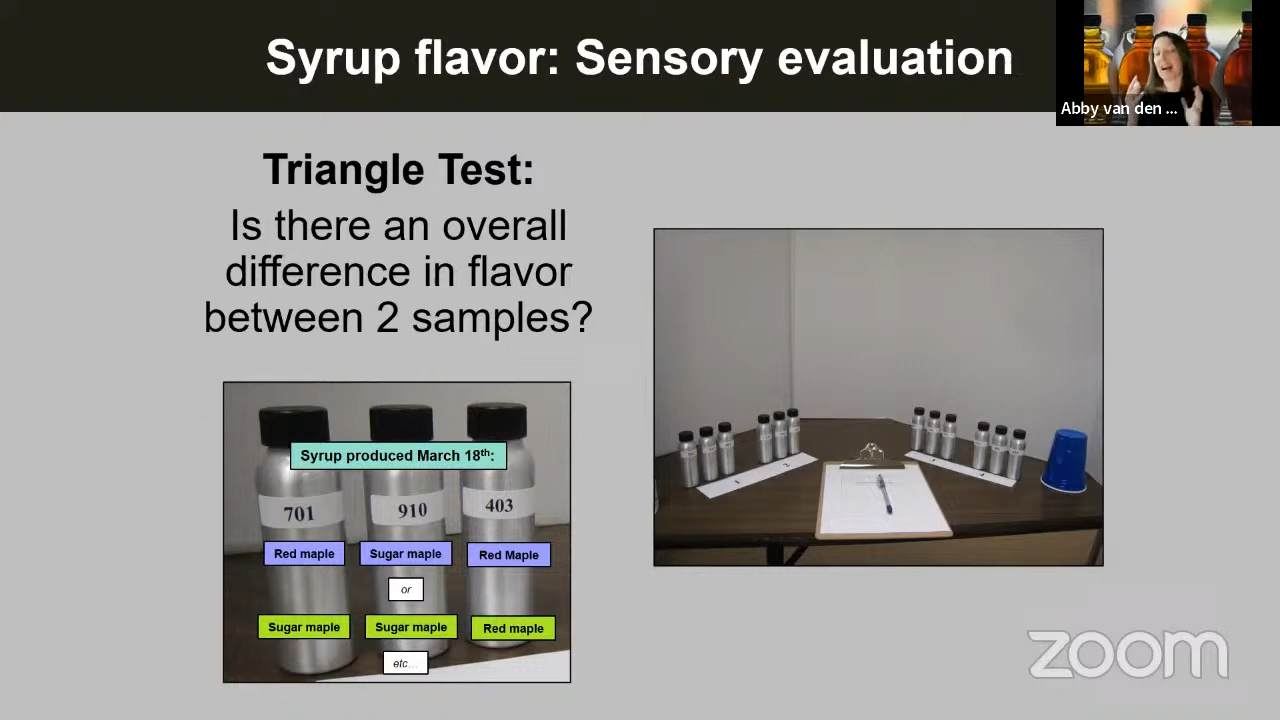 Syrup flavor: Sensory evaluation
Abby van den ...
Triangle Test:
Is there an overall
difference in flavor
between 2 samples?
Syrup produced March 18th:
701 910 403
Red maple Sugar maple Red Maple
or
Sugar maple Sugar maple Red maple
etc...
zoom